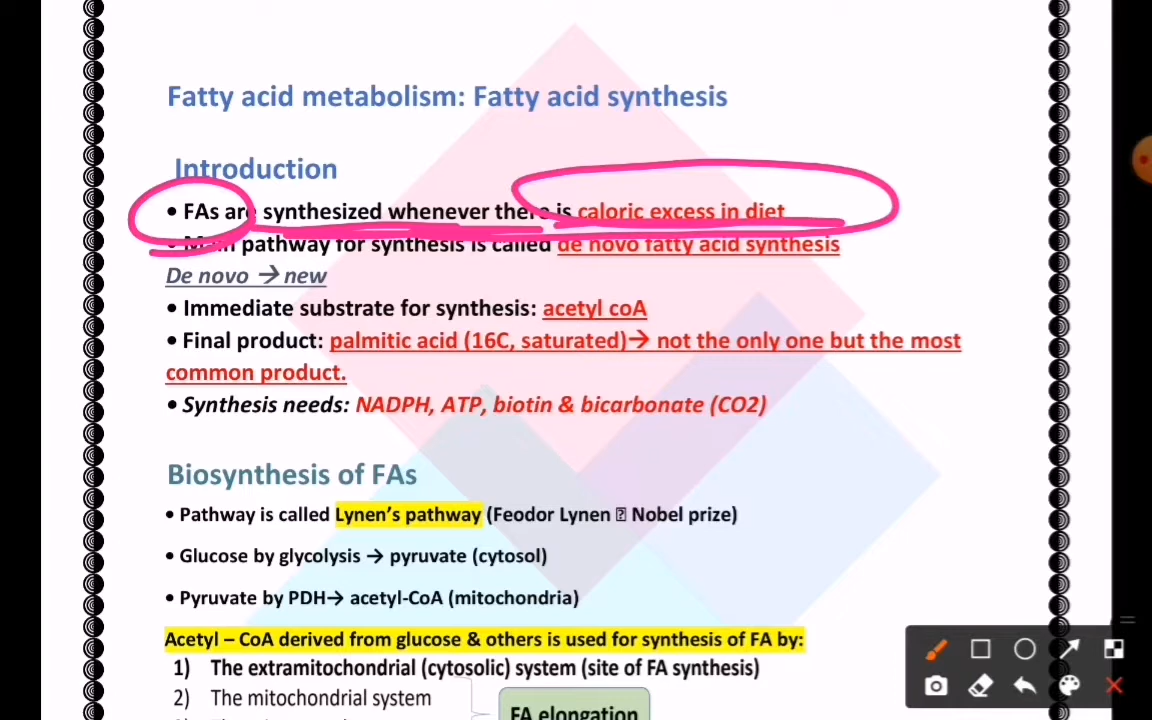 Fatty acid metabolism: Fatty acid synthesis
Introduction
• FAs are synthesized whenever there is caloric excess in diet
• Main pathway for synthesis is called de novo fatty acid synthesis
De novo → new
• Immediate substrate for synthesis: acetyl coA
• Final product: palmitic acid (16C, saturated)→ not the only one but the most
common product.
• Synthesis needs: NADPH, ATP, biotin & bicarbonate (CO2)
Biosynthesis of FAs
• Pathway is called Lynen’s pathway (Feodor Lynen Nobel prize)
• Glucose by glycolysis → pyruvate (cytosol)
• Pyruvate by PDH→ acetyl-CoA (mitochondria)
Acetyl – CoA derived from glucose & others is used for synthesis of FA by:
1) The extramitochondrial (cytosolic) system (site of FA synthesis)
2) The mitochondrial system
FA elongation